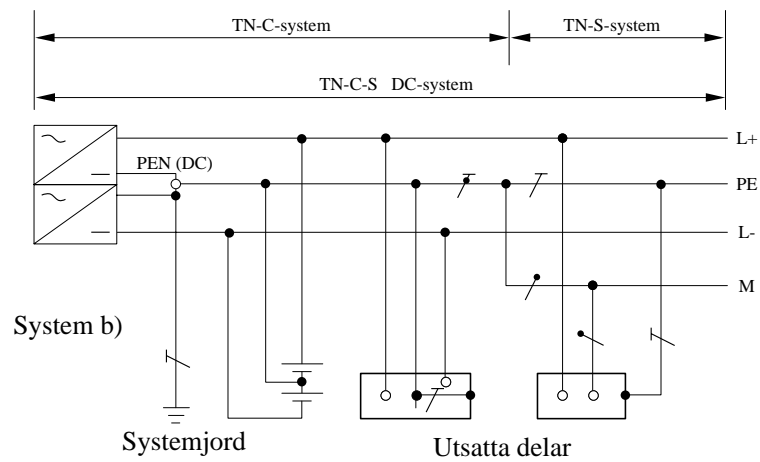 TN-C-system
TN-S-system
TN-C-S DC-system
L+
PEN (DC)
PE
L-
M
System b)
Systemjord
Utsatta delar